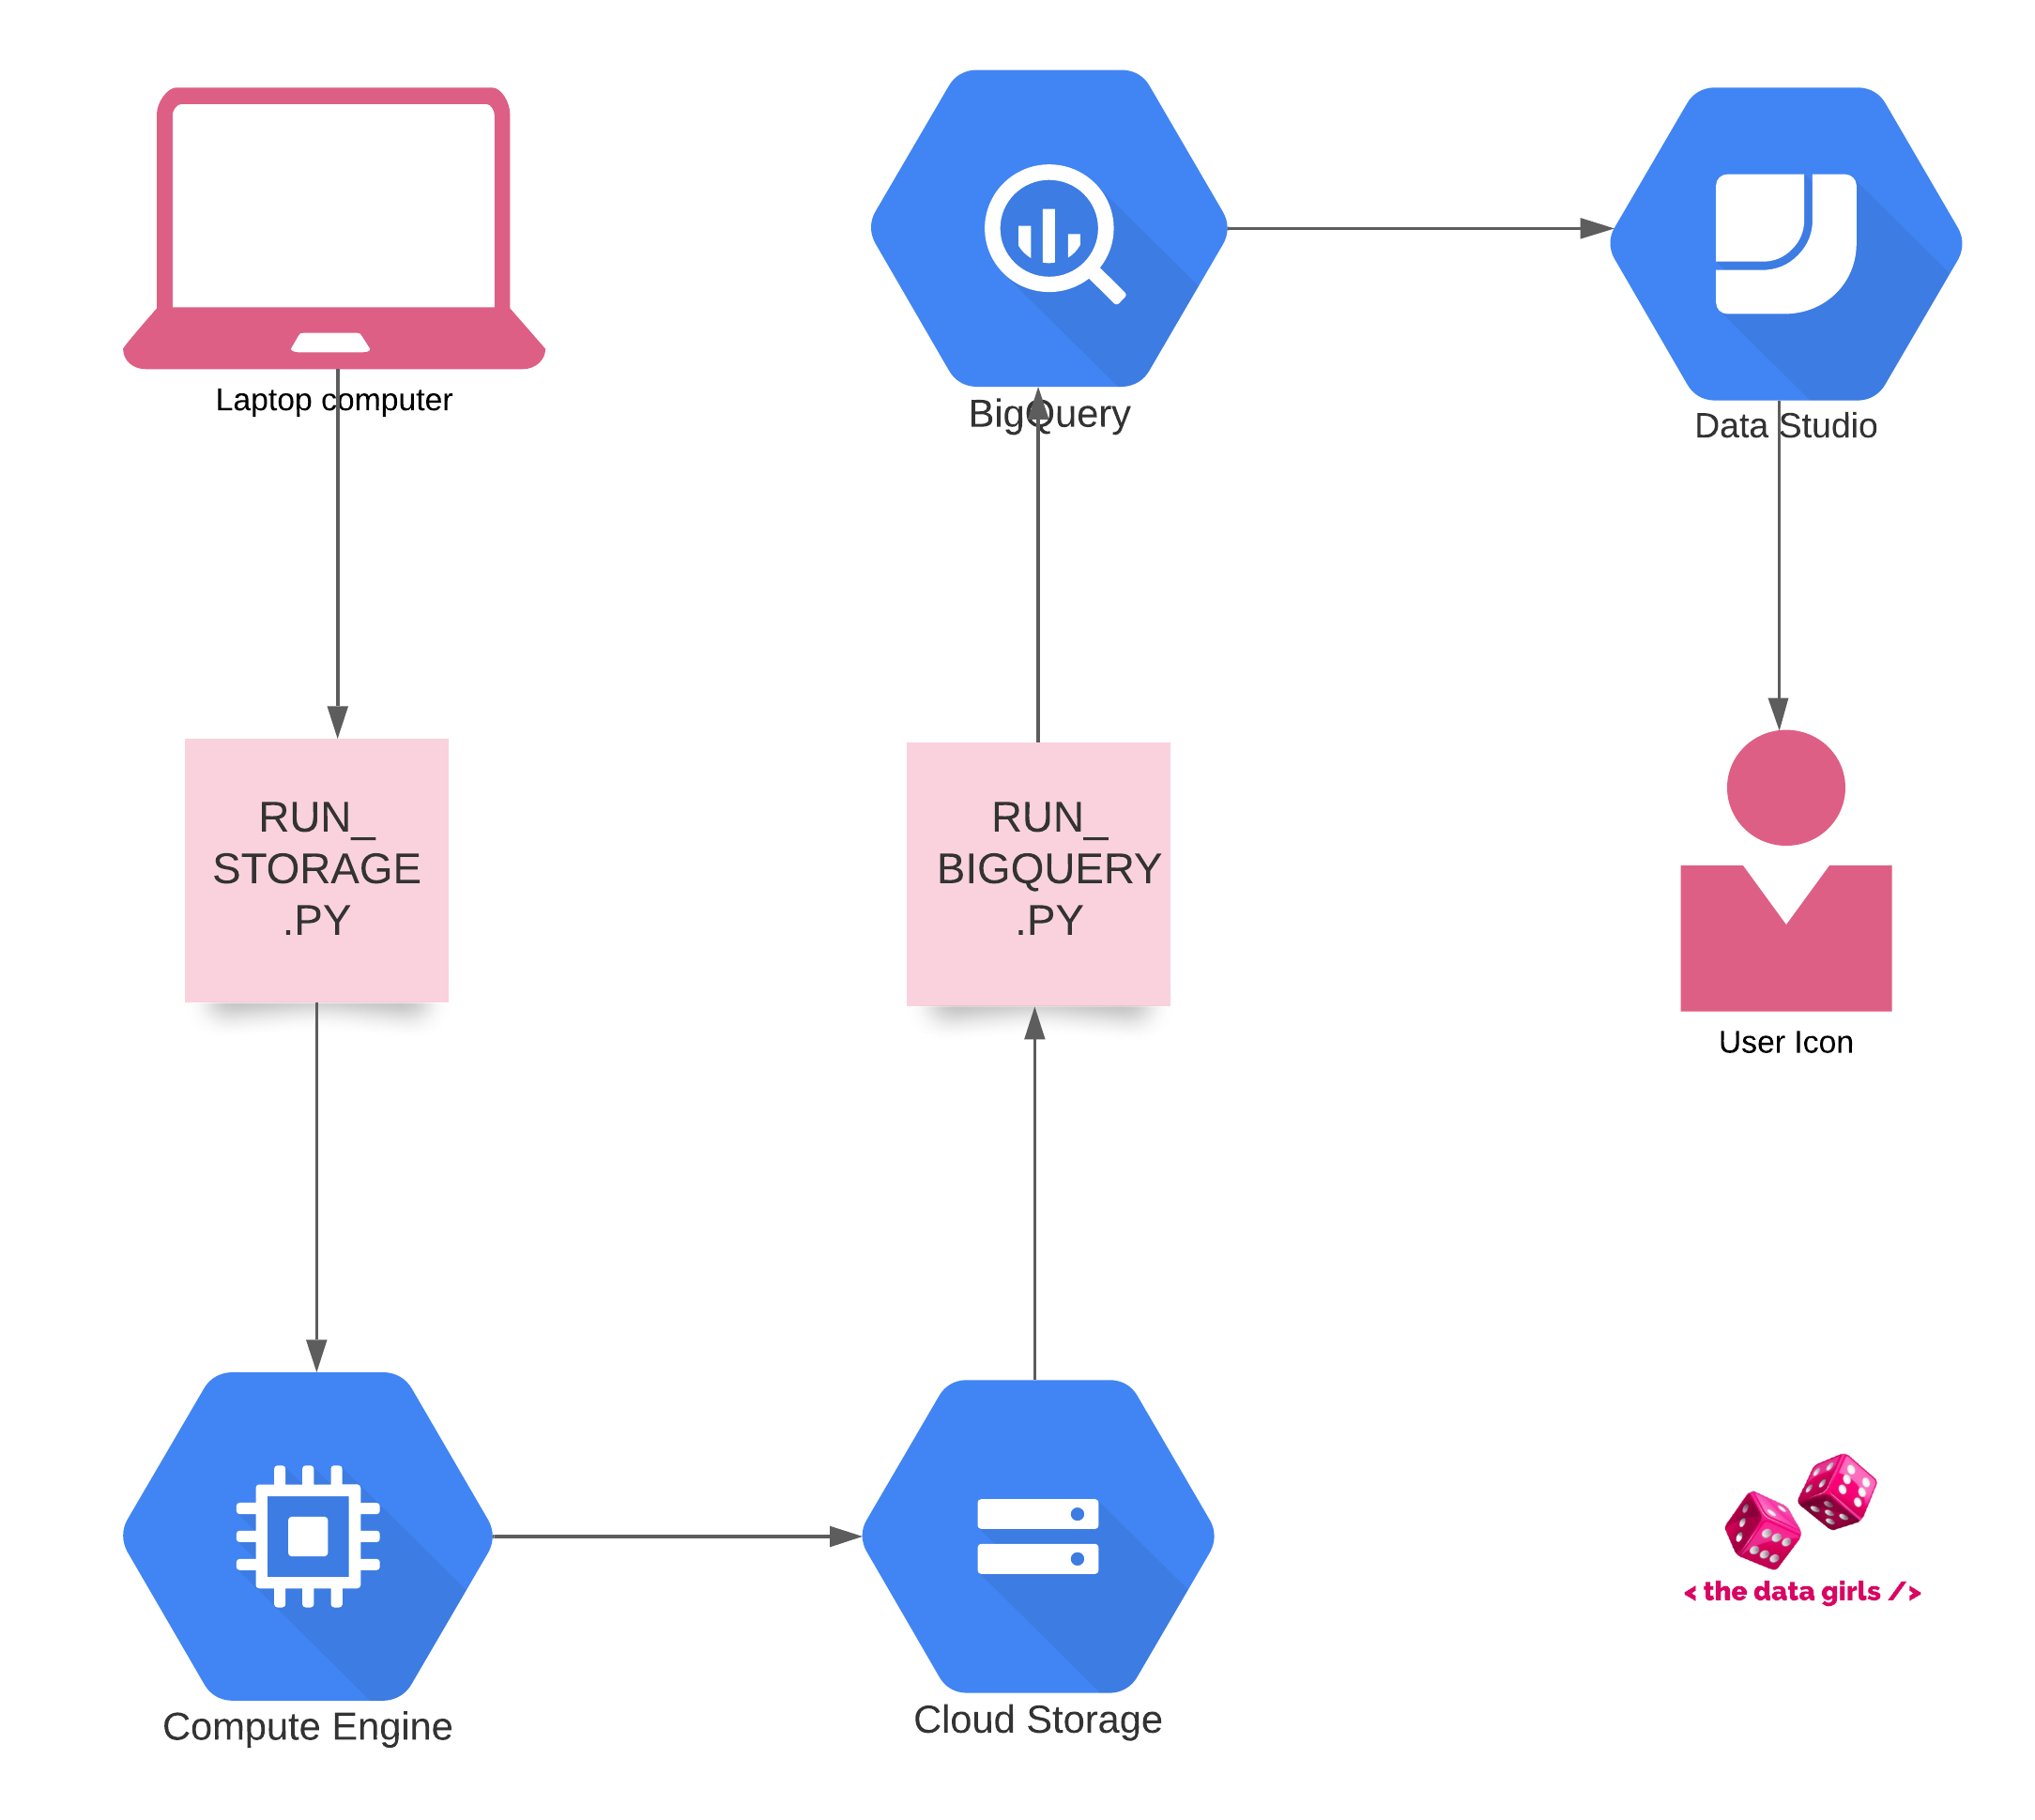 Laptop computer
BigQuery
Data Studio
RUN_
STORAGE
.PY
RUN_
BIGQUERY
.PY
User Icon
Compute Engine
Cloud Storage
< the data girls />